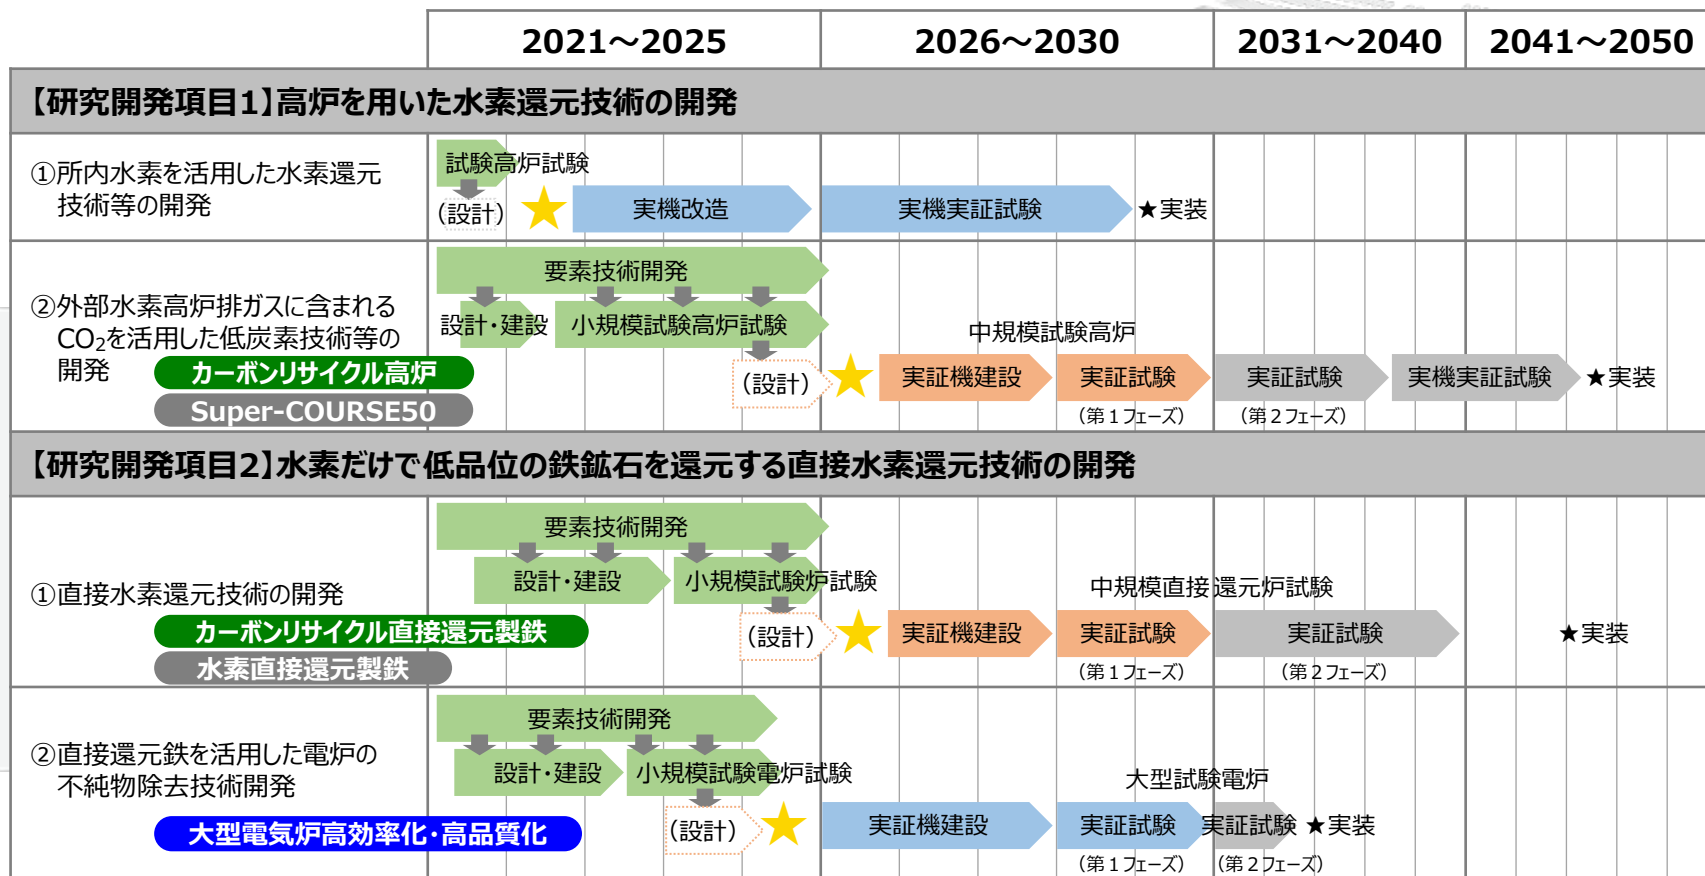 2021～2025
2026～2030
2031～2040
2041～2050
【研究開発項目1】高炉を用いた水素還元技術の開発
①所内水素を活用した水素還元
技術等の開発
試験高炉試験
（設計）
実機改造
実機実証試験
★実装
②外部水素高炉排ガスに含まれる
CO₂を活用した低炭素技術等の
開発
カーボンリサイクル高炉
Super-COURSE50
要素技術開発
設計・建設
小規模試験高炉試験
（設計）
中規模試験高炉
実証機建設
実証試験
（第１フェーズ）
実証試験
（第２フェーズ）
実機実証試験
★実装
【研究開発項目2】水素だけで低品位の鉄鉱石を還元する直接水素還元技術の開発
①直接水素還元技術の開発
カーボンリサイクル直接還元製鉄
水素直接還元製鉄
要素技術開発
設計・建設
小規模試験炉試験
（設計）
中規模直接還元炉試験
実証機建設
実証試験
（第１フェーズ）
実証試験
（第２フェーズ）
★実装
②直接還元鉄を活用した電炉の
不純物除去技術開発
大型電気炉高効率化・高品質化
要素技術開発
設計・建設
小規模試験電炉試験
（設計）
大型試験電炉
実証機建設
実証試験
（第１フェーズ）
実証試験
（第２フェーズ）
★実装